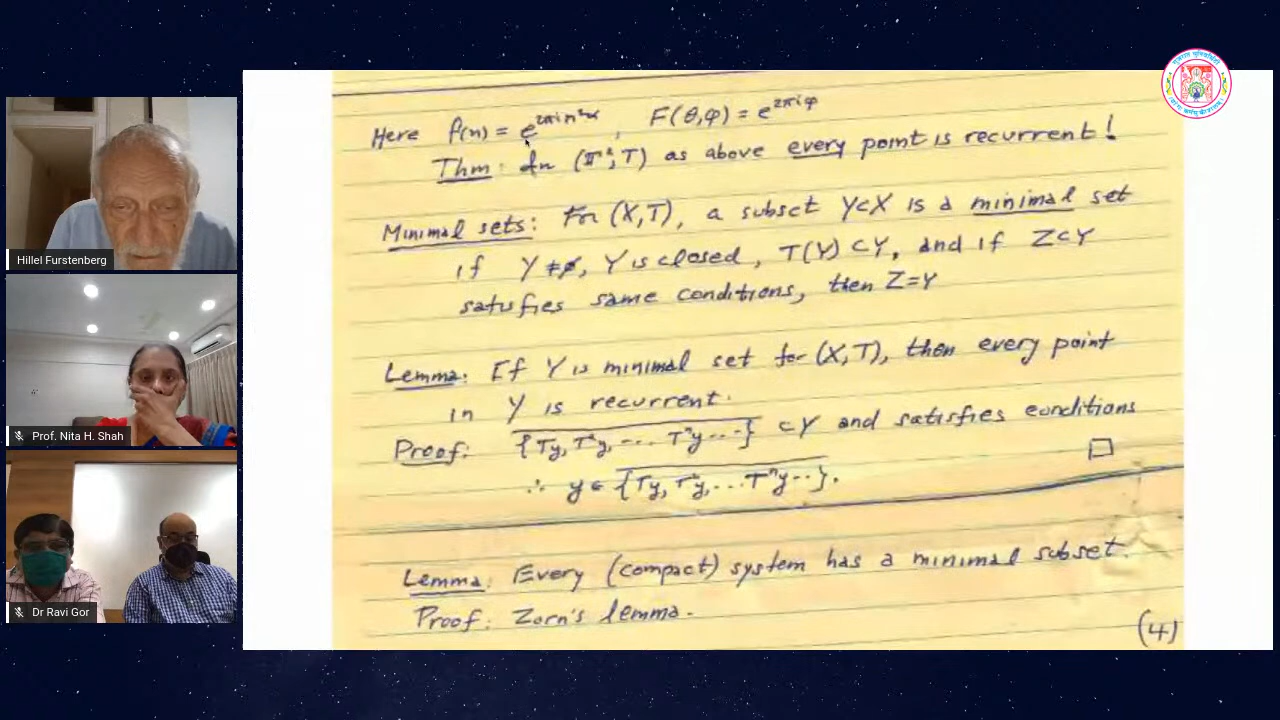 Hillel Furstenberg
Prof. Nita H. Shah
Dr Ravi Gor
Here f(n) = e^{2πin²α}, F(θ,φ) = e^{2πiφ}
Thm: In (𝕋², T) as above every point is recurrent!
Minimal sets: For (X,T), a subset Y⊂X is a minimal set
if Y ≠ ∅, Y is closed, T(Y) ⊂ Y, and if Z⊂Y
satisfies same conditions, then Z=Y
Lemma: If Y is minimal set for (X,T), then every point
in Y is recurrent.
Proof: \overline{{Ty, T²y, ···· Tⁿy···}} ⊂ Y and satisfies conditions
∴ y ∈ \overline{{Ty, T²y, ...Tⁿy··}}. □
Lemma: Every (compact) system has a minimal subset.
Proof: Zorn's lemma.
(4)